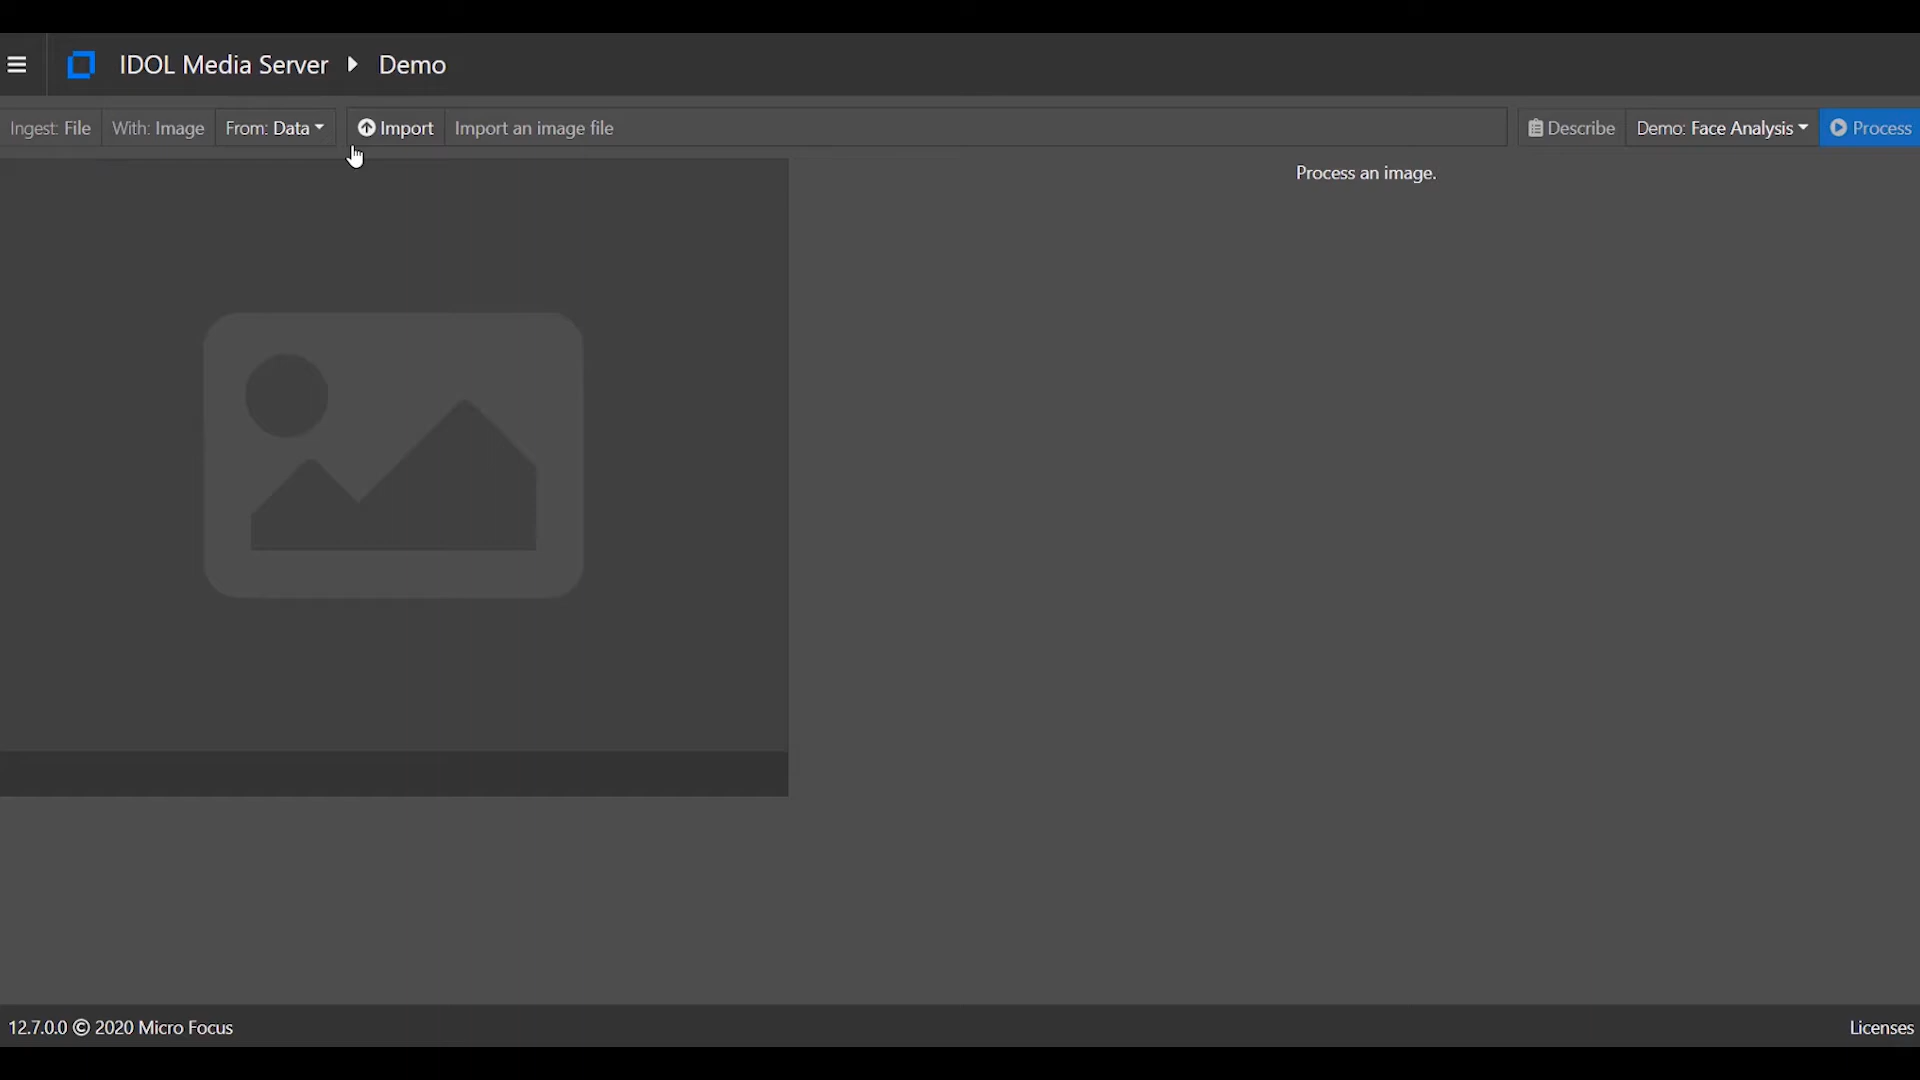 IDOL Media Server Demo
Ingest: File With: Image From: Data Import Import an image file Describe Demo: Face Analysis Process
Process an image.
12.7.0.0 © 2020 Micro Focus Licenses